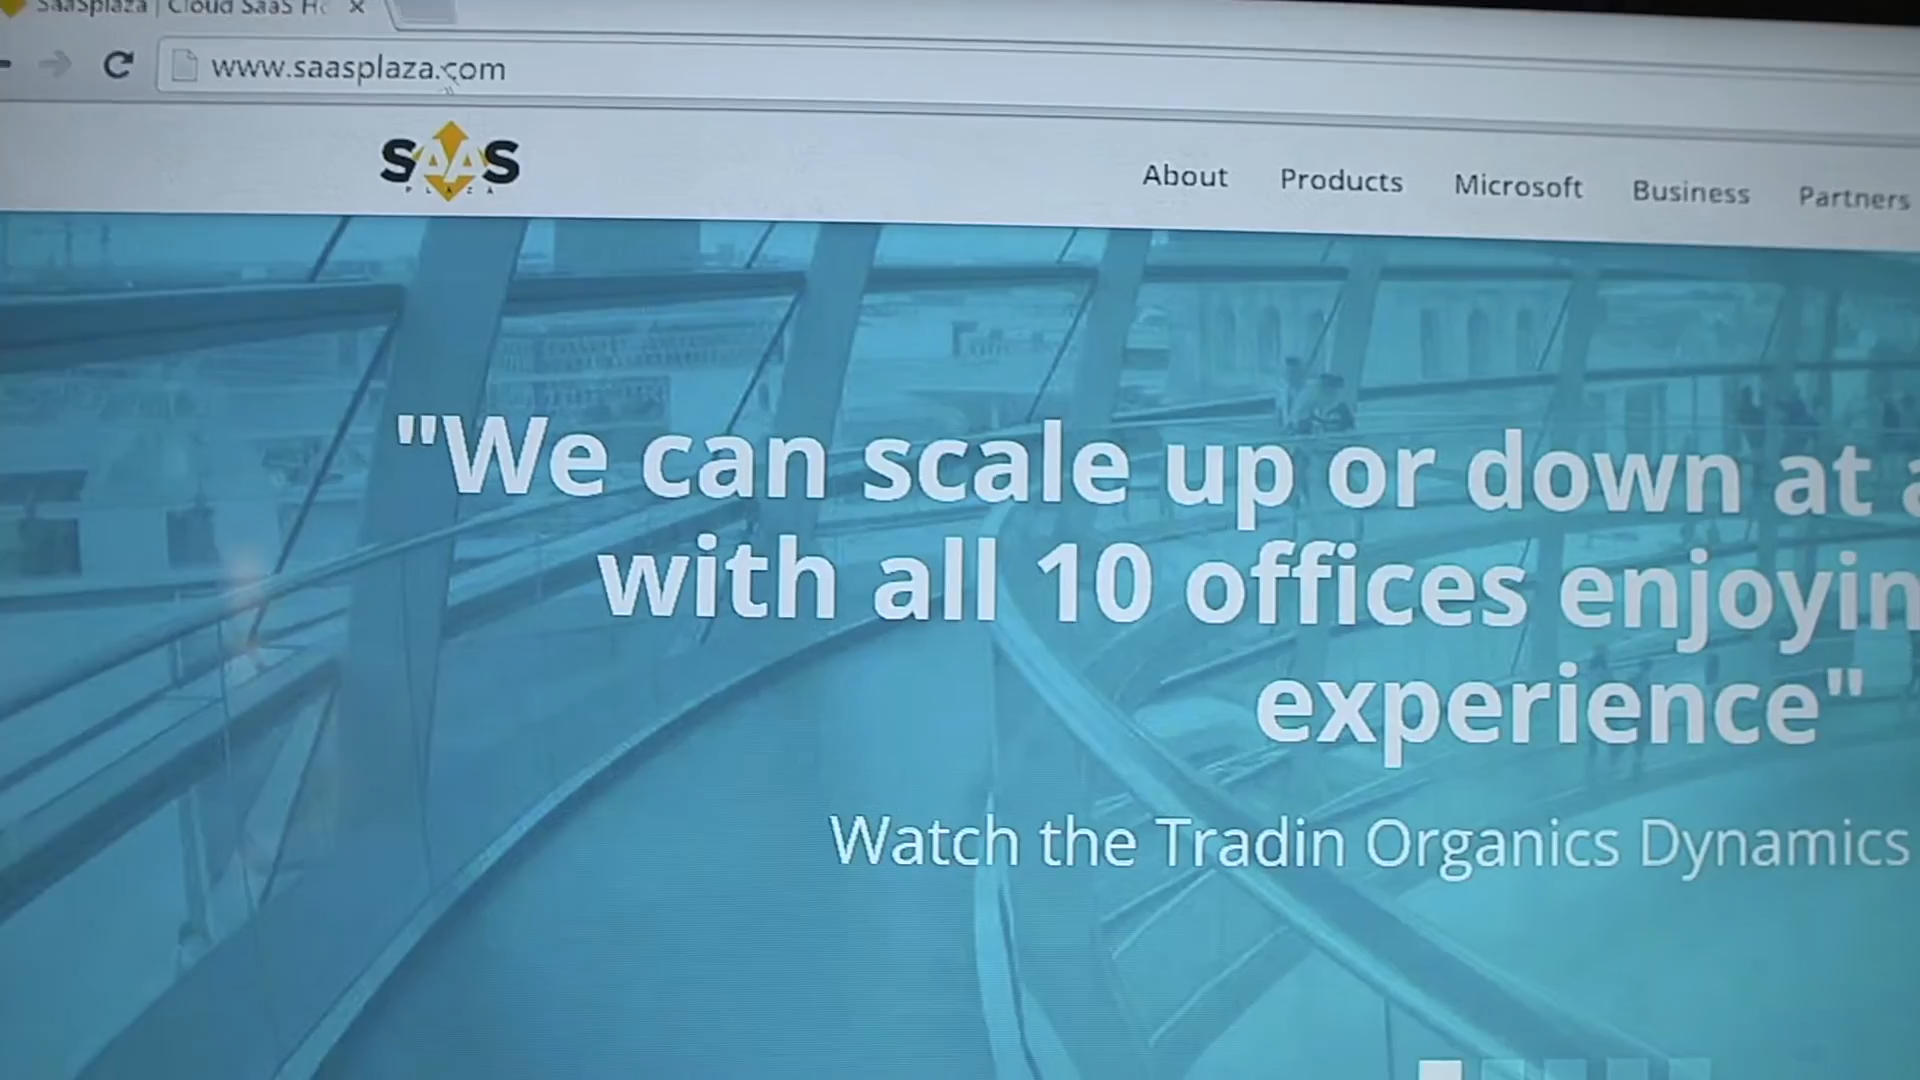 SaaSplaza | Cloud SaaS
www.saasplaza.com
SAAS
PLAZA
About Products Microsoft Business Partners
"We can scale up or down at
with all 10 offices enjoyin
experience"
Watch the Tradin Organics Dynamics